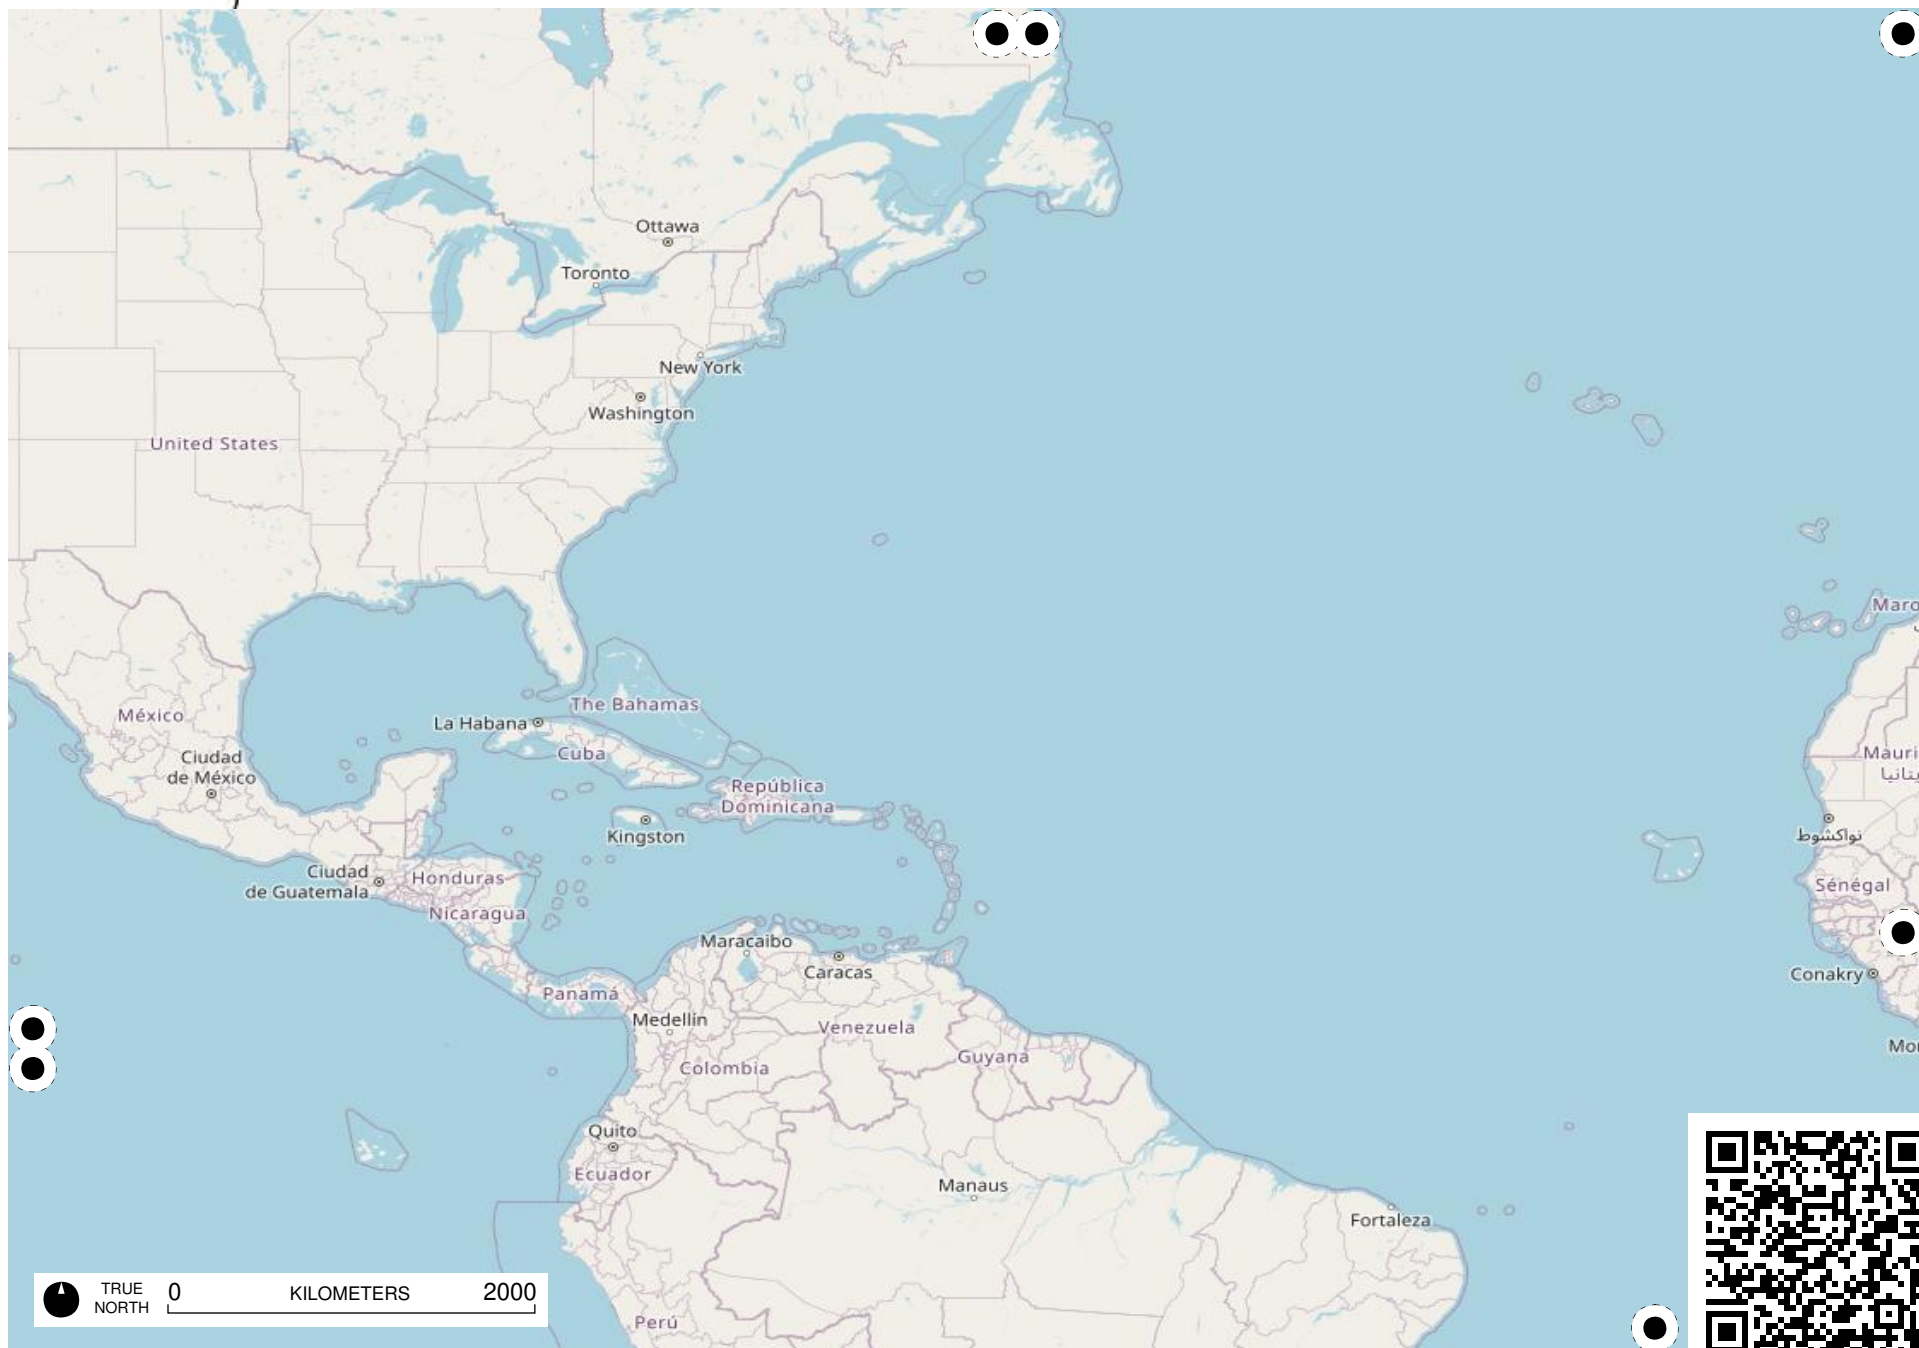 Ottawa
Toronto
New York
Washington
United States
The Bahamas
La Habana
México
Cuba
Ciudad
de México
República
Dominicana
Kingston
Ciudad
de Guatemala
Honduras
Nicaragua
Mauri
نواكشوط
Sénégal
Maracaibo
Caracas
Conakry
Panamá
Medellín
Venezuela
Guyana
Colombia
Quito
Ecuador
Manaus
Fortaleza
Perú
TRUE
NORTH
0
KILOMETERS
2000